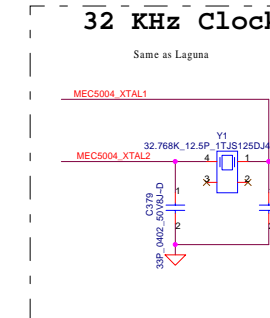 32 KHz Clock
Same as Laguna
MEC5004_XTAL1
Y1
32.768K_12.5P_1TJS125DJ4
MEC5004_XTAL2
4 1
3 2
1
C379
33P_0402_50V8J~D
2